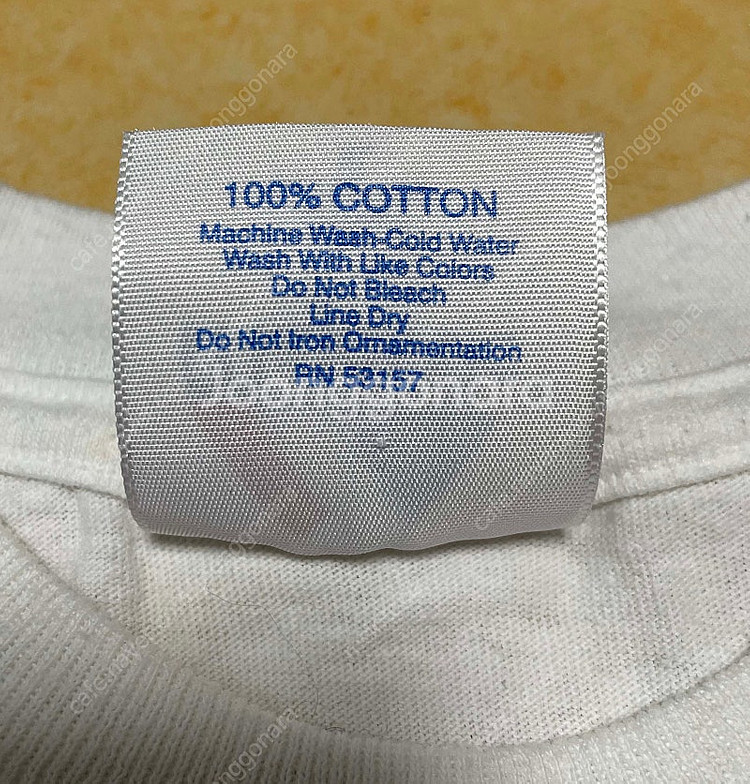 100% COTTON
Machine Wash-Cold Water
Wash With Like Colors
Do Not Bleach
Line Dry
Do Not Iron Ornamentation
RN 53157
Joonggonara